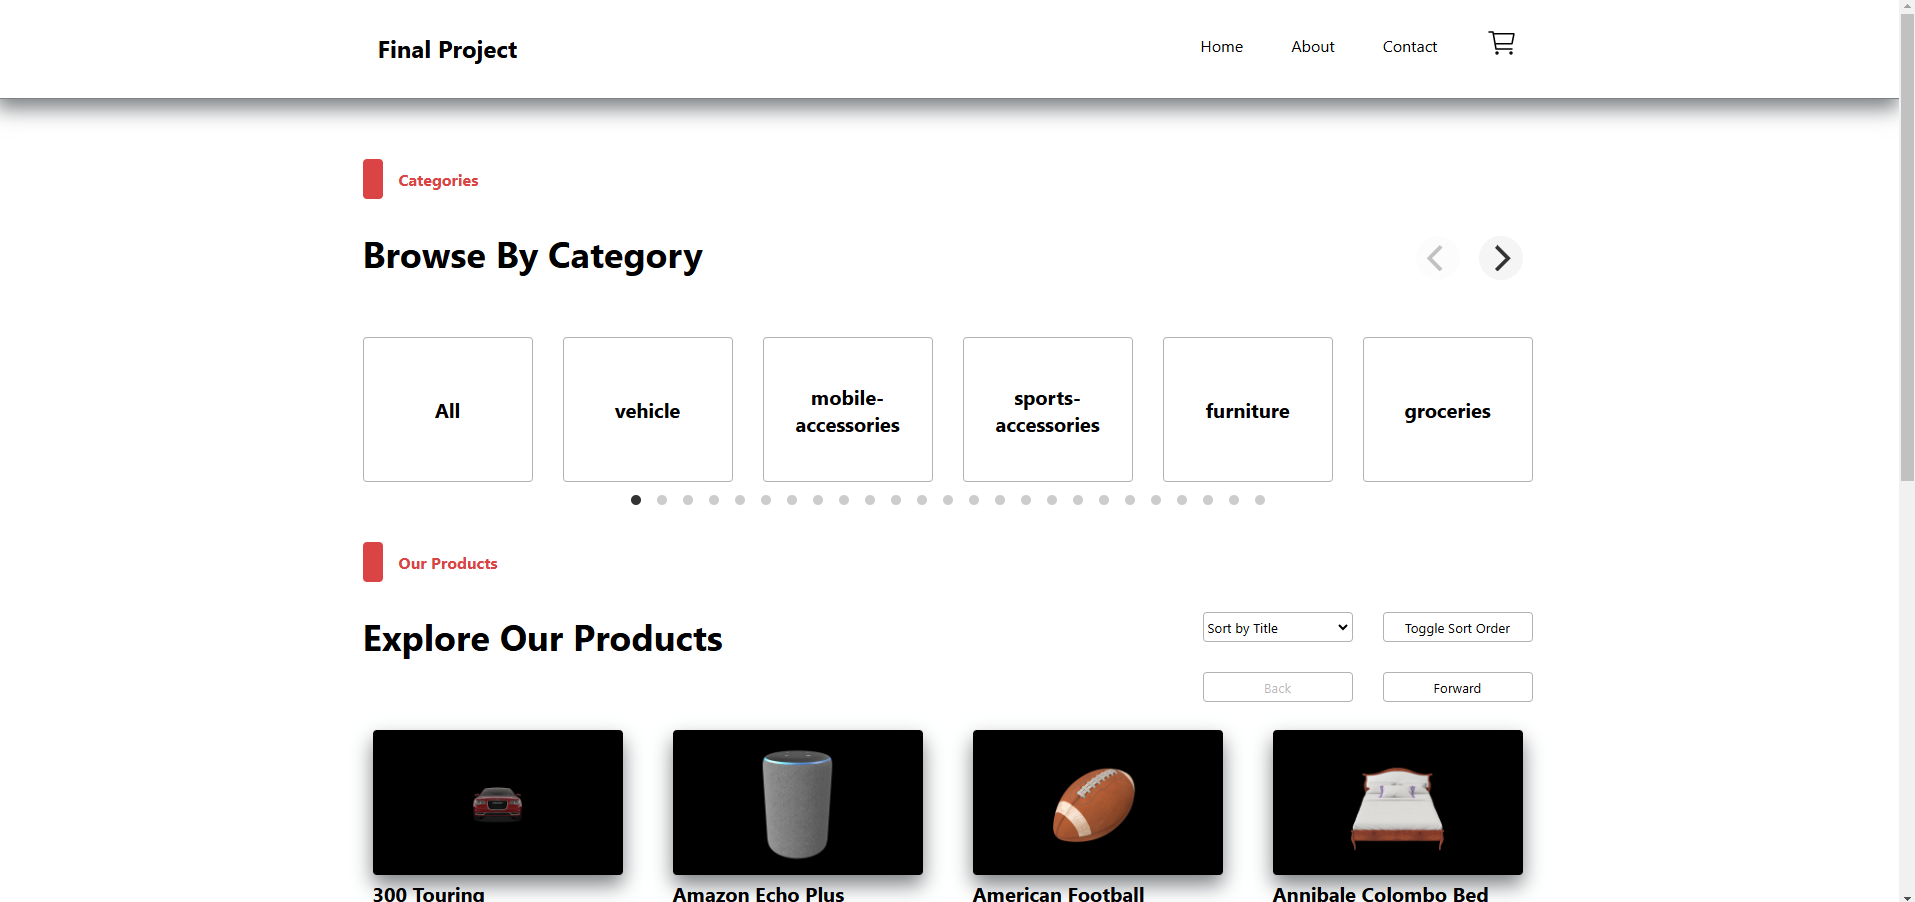 Final Project
Home
About
Contact
Categories
Browse By Category
All
vehicle
mobile-
accessories
sports-
accessories
furniture
groceries
Our Products
Explore Our Products
Sort by Title
Toggle Sort Order
Back
Forward
300 Touring
Amazon Echo Plus
American Football
Annibale Colombo Bed